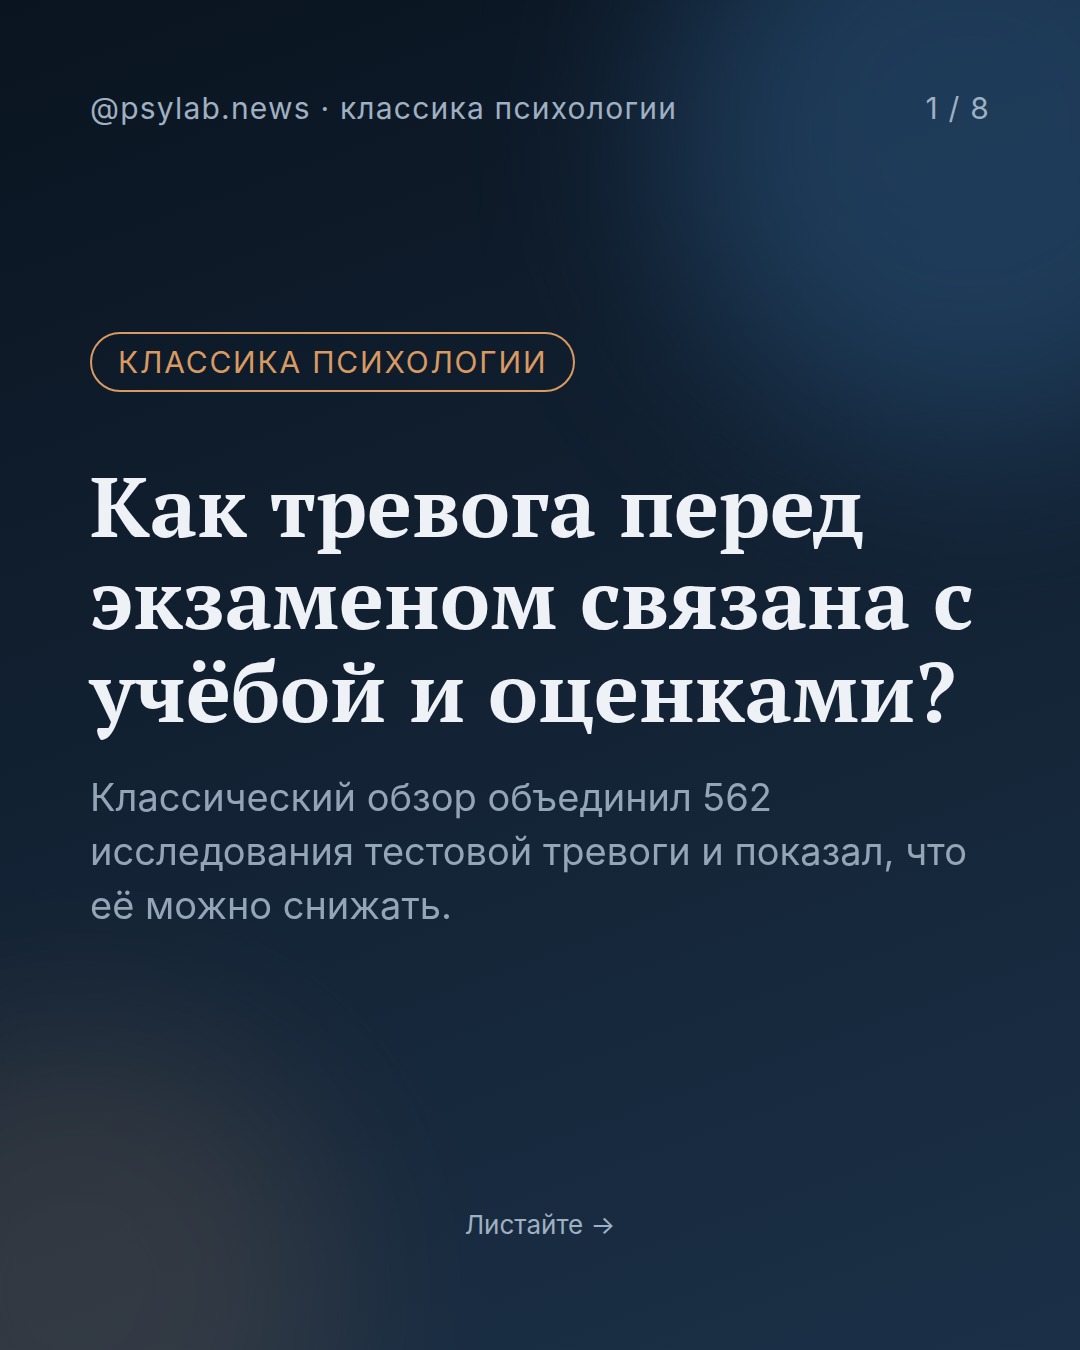 @psylab.news · классика психологии
1 / 8
КЛАССИКА ПСИХОЛОГИИ
Как тревога перед
экзаменом связана с
учёбой и оценками?
Классический обзор объединил 562
исследования тестовой тревоги и показал, что
её можно снижать.
Листайте →